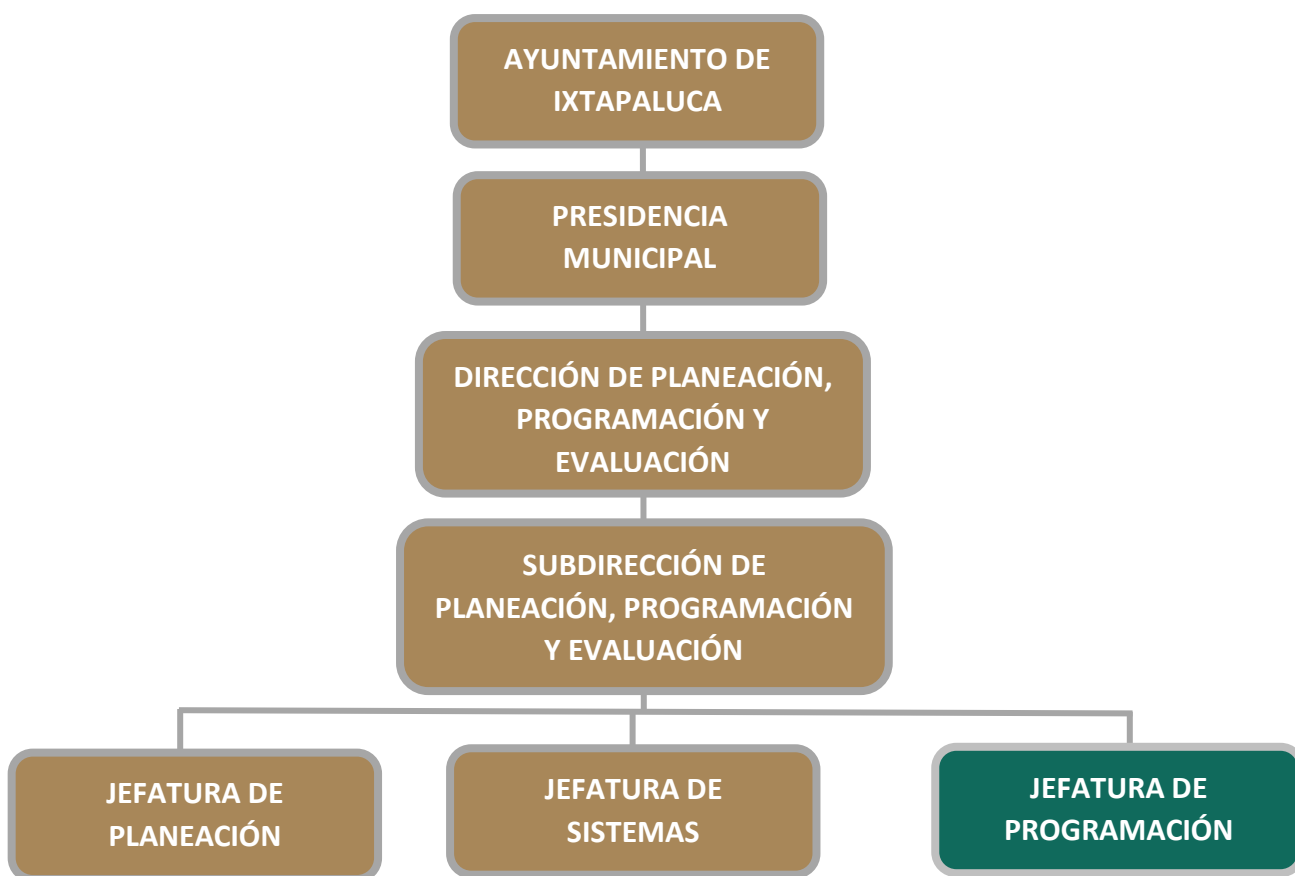 AYUNTAMIENTO DE
IXTAPALUCA
PRESIDENCIA
MUNICIPAL
DIRECCIÓN DE PLANEACIÓN,
PROGRAMACIÓN Y
EVALUACIÓN
SUBDIRECCIÓN DE
PLANEACIÓN, PROGRAMACIÓN
Y EVALUACIÓN
JEFATURA DE
PLANEACIÓN
JEFATURA DE
SISTEMAS
JEFATURA DE
PROGRAMACIÓN